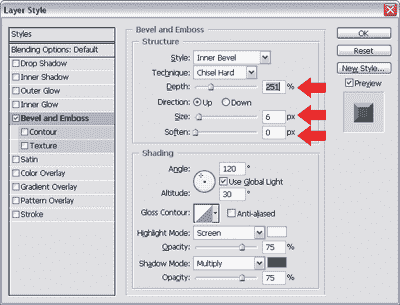 Layer Style
Styles
Blending Options: Default
Drop Shadow
Inner Shadow
Outer Glow
Inner Glow
Bevel and Emboss
Contour
Texture
Satin
Color Overlay
Gradient Overlay
Pattern Overlay
Stroke
Bevel and Emboss
Structure
Style: Inner Bevel
Technique: Chisel Hard
Depth: 251 %
Direction: Up Down
Size: 6 px
Soften: 0 px
Shading
Angle: 120 °
Use Global Light
Altitude: 30 °
Gloss Contour: Anti-aliased
Highlight Mode: Screen
Opacity: 75 %
Shadow Mode: Multiply
Opacity: 75 %
OK
Reset
New Style...
Preview